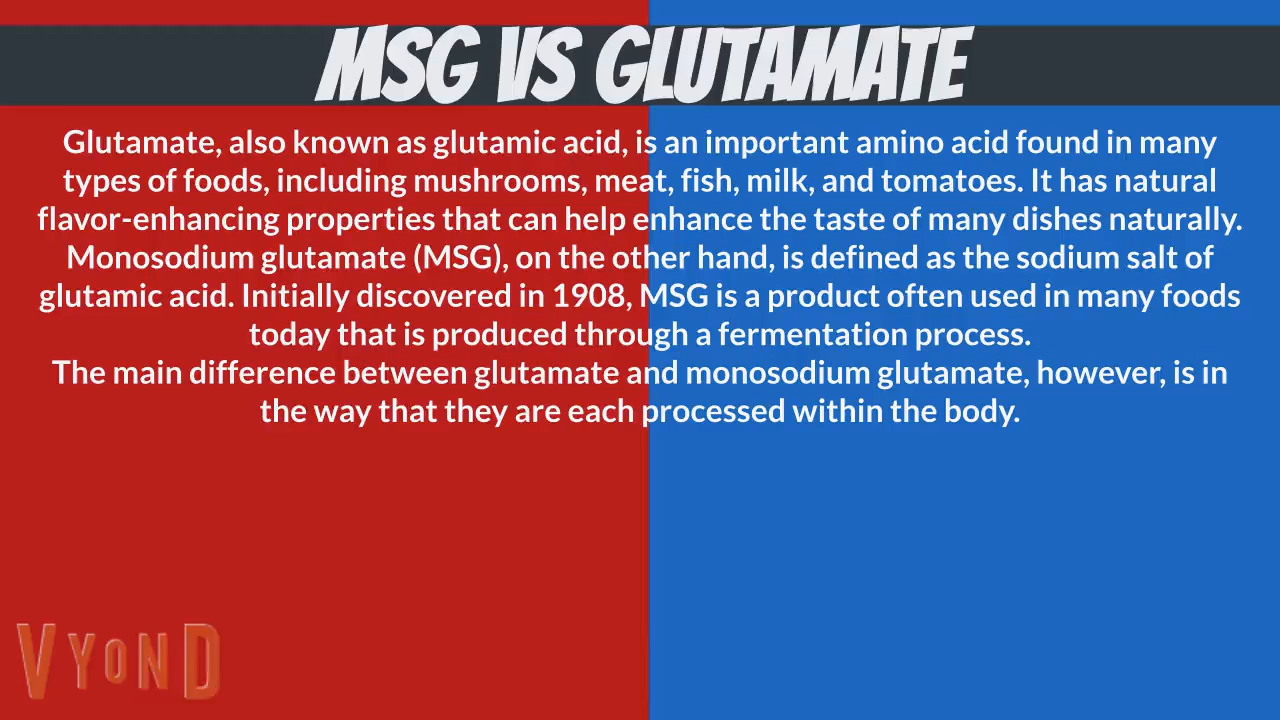 MSG VS GLUTAMATE
Glutamate, also known as glutamic acid, is an important amino acid found in many
types of foods, including mushrooms, meat, fish, milk, and tomatoes. It has natural
flavor-enhancing properties that can help enhance the taste of many dishes naturally.
Monosodium glutamate (MSG), on the other hand, is defined as the sodium salt of
glutamic acid. Initially discovered in 1908, MSG is a product often used in many foods
today that is produced through a fermentation process.
The main difference between glutamate and monosodium glutamate, however, is in
the way that they are each processed within the body.
VYOND